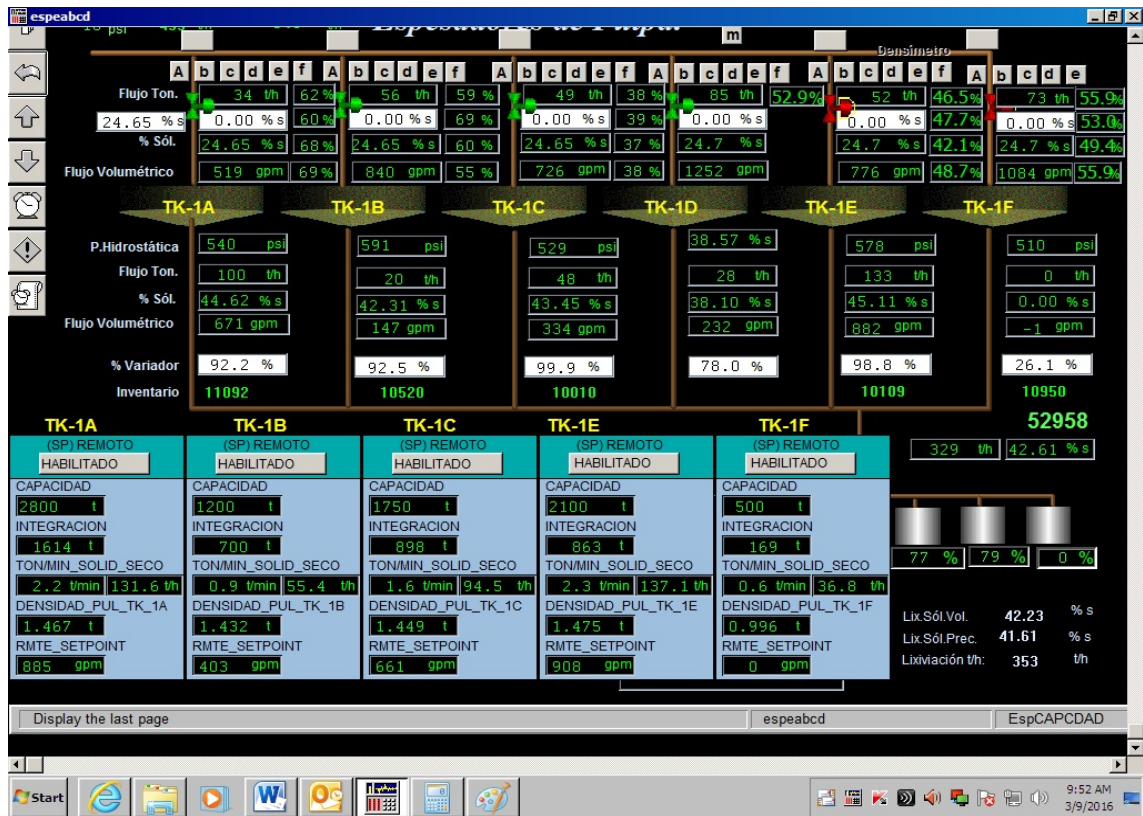 espeabcd
m
Densimetro
A b c d e f A b c d e f A b c d e f A b c d e f A b c d e f A b c d e
Flujo Ton. 34 t/h 62 % 56 t/h 59 % 49 t/h 38 % 85 t/h 52.9% 52 t/h 46.5% 73 t/h 55.9%
24.65 % s 0.00 % s 60 % 0.00 % s 69 % 0.00 % s 39 % 0.00 % s 0.00 % s 47.7% 0.00 % s 53.0%
% Sól. 24.65 % s 68 % 24.65 % s 60 % 24.65 % s 37 % 24.7 % s 24.7 % s 42.1% 24.7 % s 49.4%
Flujo Volumétrico 519 gpm 69 % 840 gpm 55 % 726 gpm 38 % 1252 gpm 776 gpm 48.7% 1084 gpm 55.9%
TK-1A TK-1B TK-1C TK-1D TK-1E TK-1F
P.Hidrostática 540 psi 591 psi 529 psi 38.57 % s 578 psi 510 psi
Flujo Ton. 100 t/h 20 t/h 48 t/h 28 t/h 133 t/h 0 t/h
% Sól. 44.62 % s 42.31 % s 43.45 % s 38.10 % s 45.11 % s 0.00 % s
Flujo Volumétrico 671 gpm 147 gpm 334 gpm 232 gpm 882 gpm -1 gpm
% Variador 92.2 % 92.5 % 99.9 % 78.0 % 98.8 % 26.1 %
Inventario 11092 10520 10010 10109 10950
TK-1A TK-1B TK-1C TK-1E TK-1F 52958
(SP) REMOTO (SP) REMOTO (SP) REMOTO (SP) REMOTO (SP) REMOTO
HABILITADO HABILITADO HABILITADO HABILITADO HABILITADO
329 t/h 42.61 % s
CAPACIDAD CAPACIDAD CAPACIDAD CAPACIDAD CAPACIDAD
2800 t 1200 t 1750 t 2100 t 500 t
INTEGRACION INTEGRACION INTEGRACION INTEGRACION INTEGRACION
1614 t 700 t 898 t 863 t 169 t
77 % 79 % 0 %
TON/MIN_SOLID_SECO TON/MIN_SOLID_SECO TON/MIN_SOLID_SECO TON/MIN_SOLID_SECO TON/MIN_SOLID_SECO
2.2 t/min 131.6 t/h 0.9 t/min 55.4 t/h 1.6 t/min 94.5 t/h 2.3 t/min 137.1 t/h 0.6 t/min 36.8 t/h
DENSIDAD_PUL_TK_1A DENSIDAD_PUL_TK_1B DENSIDAD_PUL_TK_1C DENSIDAD_PUL_TK_1E DENSIDAD_PUL_TK_1F
1.467 t 1.432 t 1.449 t 1.475 t 0.996 t
RMTE_SETPOINT RMTE_SETPOINT RMTE_SETPOINT RMTE_SETPOINT RMTE_SETPOINT
885 gpm 403 gpm 661 gpm 908 gpm 0 gpm
Lix.Sól.Vol. 42.23 % s
Lix.Sól.Prec. 41.61 % s
Lixiviación t/h: 353 t/h
Display the last page espeabcd EspCAPCDAD
Start 9:52 AM
3/9/2016